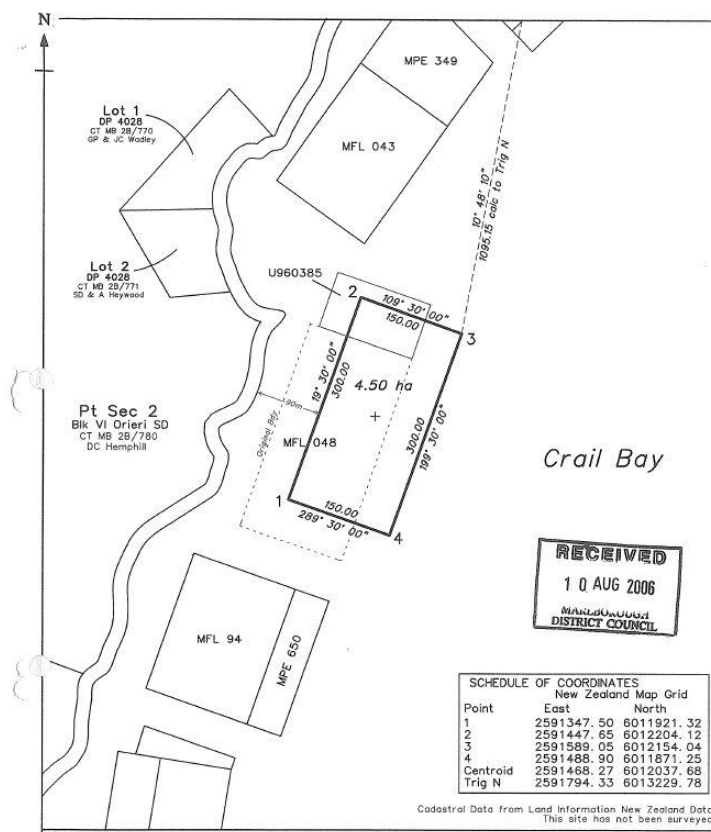 N
MPE 349
Lot 1
DP 4028
CT MB 2B/770
GP & JC Wadley
MFL 043
10° 48' 10"
1095.15 calc to Trig N
Lot 2
DP 4028
CT MB 2B/771
SD & A Heywood
U960385
2
109° 30' 00"
150.00
3
19° 30' 00"
300.00
4.50 ha
90m
Original Bdy.
MFL 048
300.00
199° 30' 00"
Pt Sec 2
Blk VI Orieri SD
CT MB 2B/780
DC Hemphill
Crail Bay
1
150.00
289° 30' 00"
4
RECEIVED
10 AUG 2006
MARLBOROUGH
DISTRICT COUNCIL
MFL 94
MPE 650
SCHEDULE OF COORDINATES
New Zealand Map Grid
Point East North
1 2591347.50 6011921.32
2 2591447.65 6012204.12
3 2591589.05 6012154.04
4 2591488.90 6011871.25
Centroid 2591468.27 6012037.68
Trig N 2591794.33 6013229.78
Cadastral Data from Land Information New Zealand Data
This site has not been surveyed